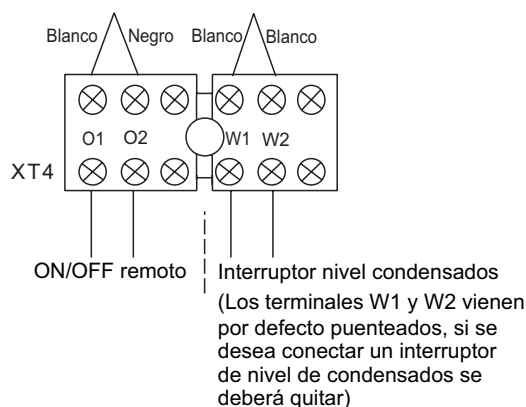 Blanco Negro Blanco Blanco
O1 O2 W1 W2
XT4
ON/OFF remoto
Interruptor nivel condensados
(Los terminales W1 y W2 vienen
por defecto puenteados, si se
desea conectar un interruptor
de nivel de condensados se
deberá quitar)